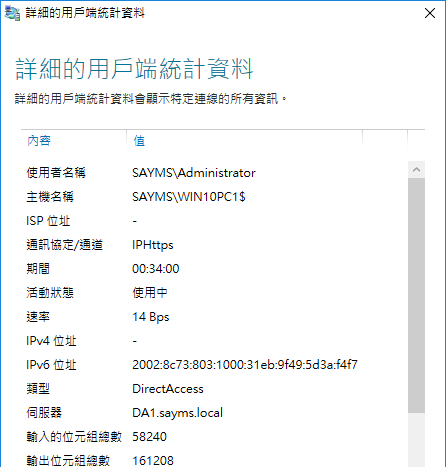 詳細的用戶端統計資料
詳細的用戶端統計資料
詳細的用戶端統計資料會顯示特定連線的所有資訊。
內容 值
使用者名稱 SAYMS\Administrator
主機名稱 SAYMS\WIN10PC1$
ISP 位址 -
通訊協定/通道 IPHttps
期間 00:34:00
活動狀態 使用中
速率 14 Bps
IPv4 位址 -
IPv6 位址 2002:8c73:803:1000:31eb:9f49:5d3a:f4f7
類型 DirectAccess
伺服器 DA1.sayms.local
輸入的位元組總數 58240
輸出位元組總數 161208